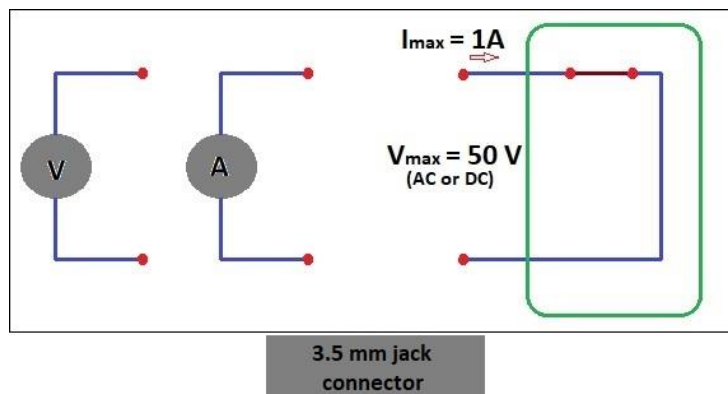 Imax = 1A
V
A
Vmax = 50 V
(AC or DC)
3.5 mm jack
connector